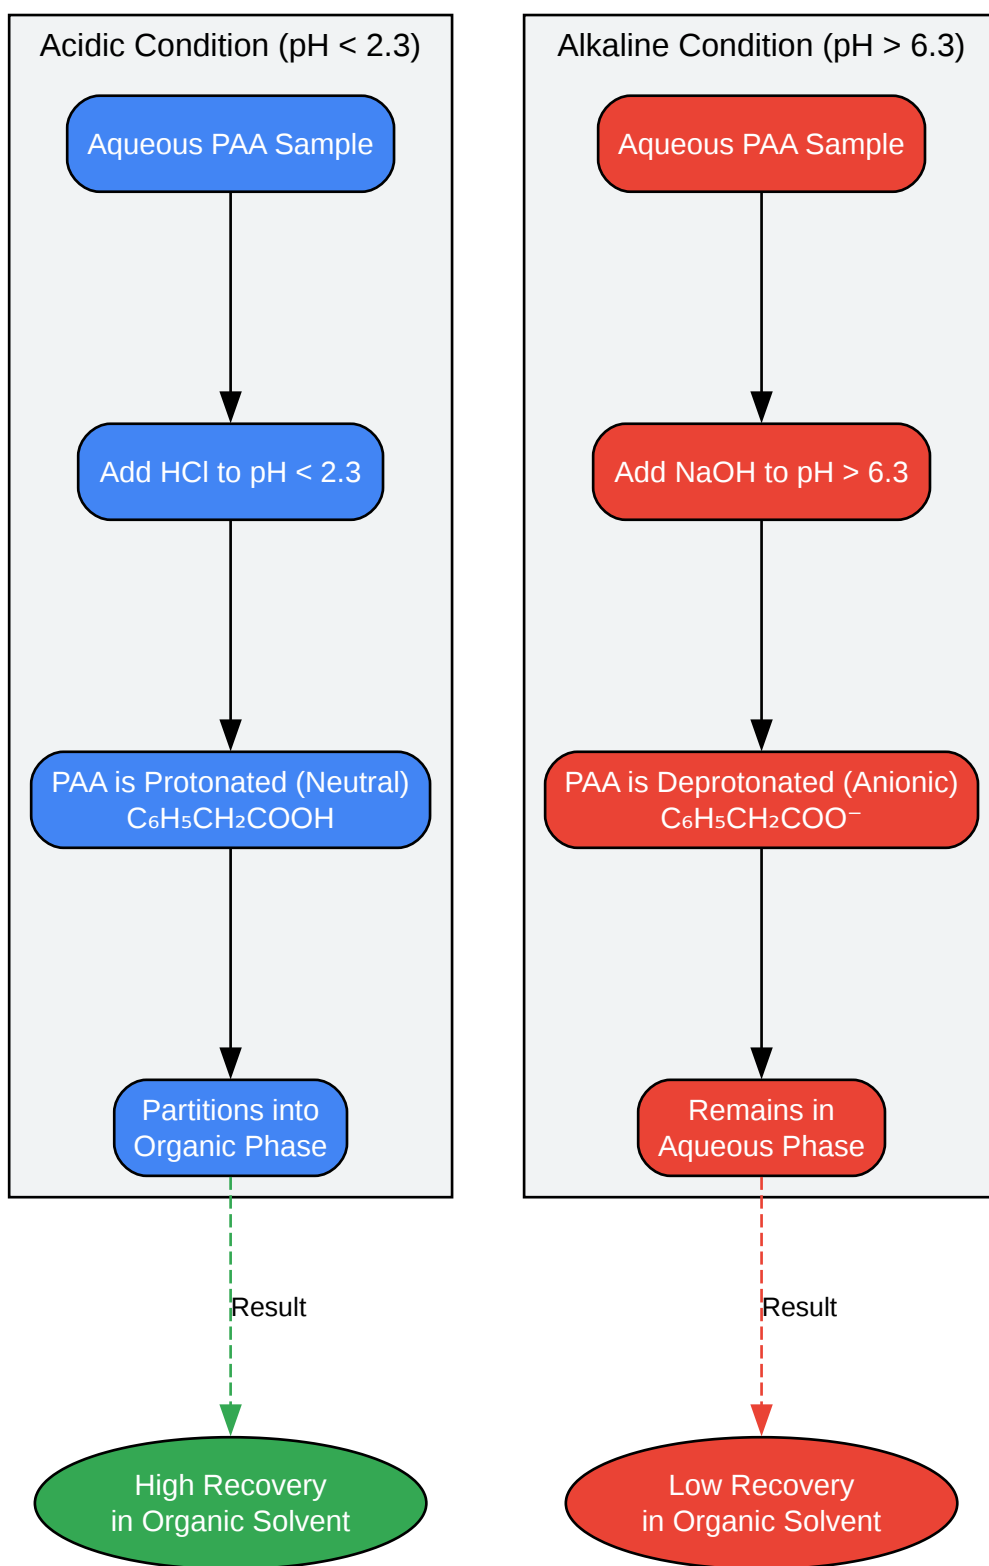 Acidic Condition (pH < 2.3)
Aqueous PAA Sample
Add HCl to pH < 2.3
PAA is Protonated (Neutral)
C₆H₅CH₂COOH
Partitions into
Organic Phase
Result
High Recovery
in Organic Solvent
Alkaline Condition (pH > 6.3)
Aqueous PAA Sample
Add NaOH to pH > 6.3
PAA is Deprotonated (Anionic)
C₆H₅CH₂COO⁻
Remains in
Aqueous Phase
Result
Low Recovery
in Organic Solvent